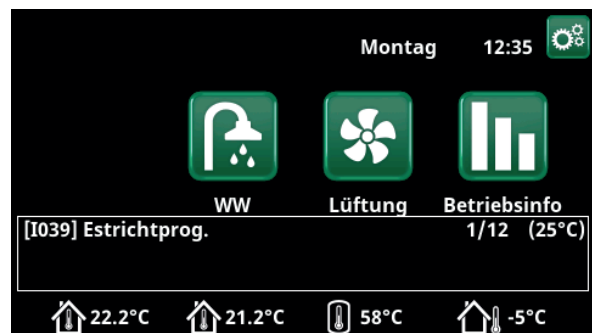 Montag 12:35
WW Lüftung Betriebsinfo
[I039] Estrichtprog. 1/12 (25°C)
22.2°C 21.2°C 58°C -5°C